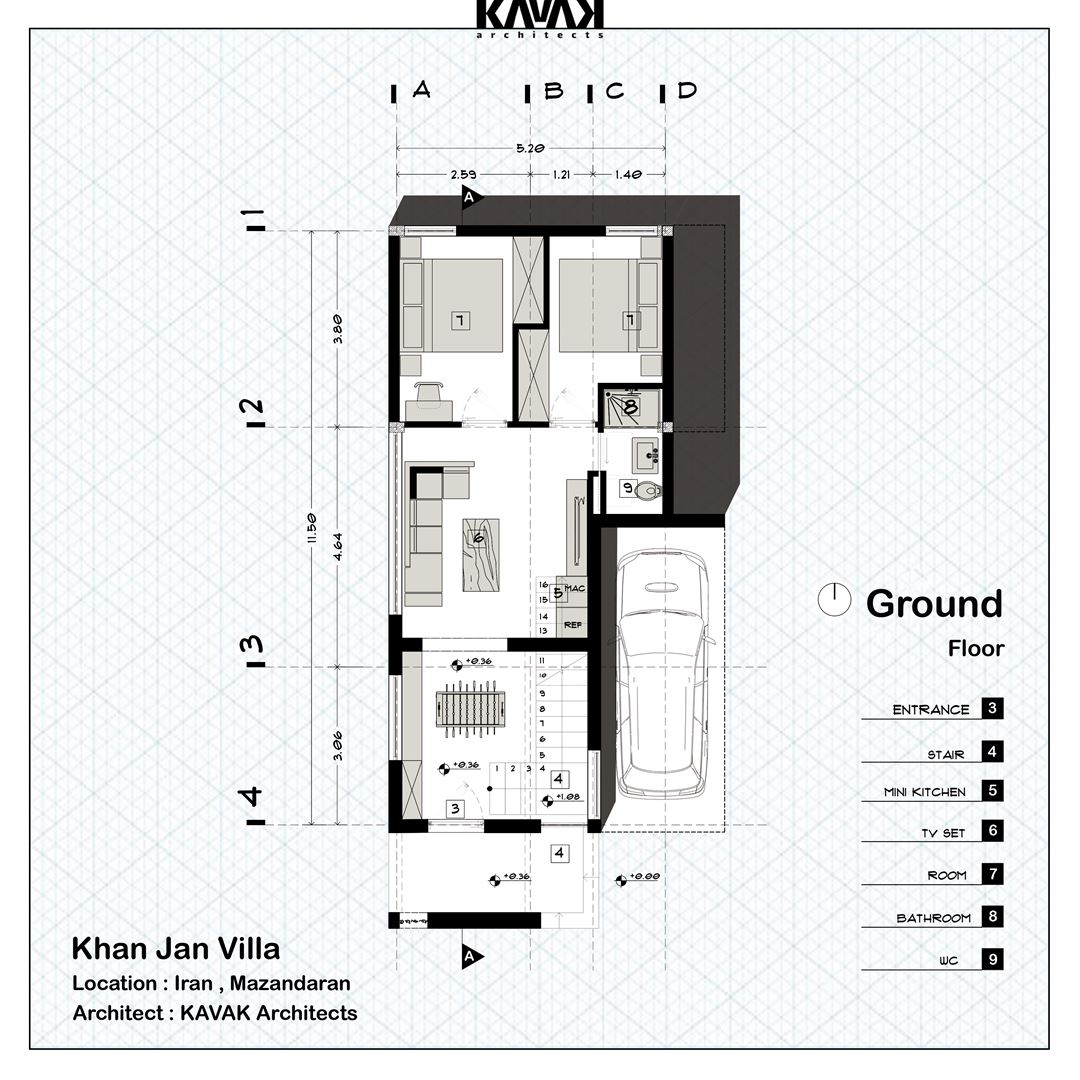 KAVAK
architects
A B C D
5.20
2.59 1.21 1.40
A
1
3.80
7 7
2
8
9
11.50
4.64
6
16
15
14
13
5
MAC
REF
3
+0.36
11
10
9
8
7
6
5
1 2 3 4
3.06
+0.36
4
+1.08
3
4
4
+0.36
+0.00
A
Ground
Floor
ENTRANCE 3
STAIR 4
MINI KITCHEN 5
TV SET 6
ROOM 7
BATHROOM 8
WC 9
Khan Jan Villa
Location : Iran , Mazandaran
Architect : KAVAK Architects